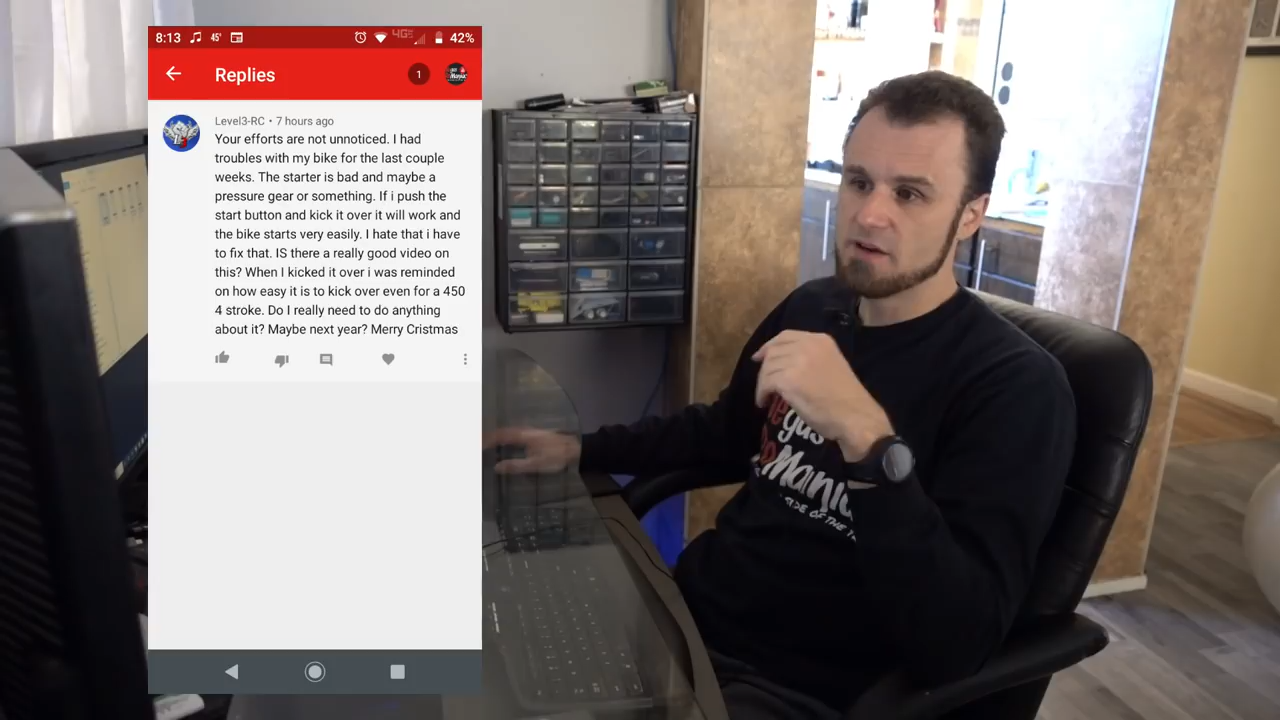 8:13
45°
4G
42%
Replies
1
Level3-RC • 7 hours ago
Your efforts are not unnoticed. I had
troubles with my bike for the last couple
weeks. The starter is bad and maybe a
pressure gear or something. If i push the
start button and kick it over it will work and
the bike starts very easily. I hate that i have
to fix that. IS there a really good video on
this? When I kicked it over i was reminded
on how easy it is to kick over even for a 450
4 stroke. Do I really need to do anything
about it? Maybe next year? Merry Cristmas
Mania
OF THE